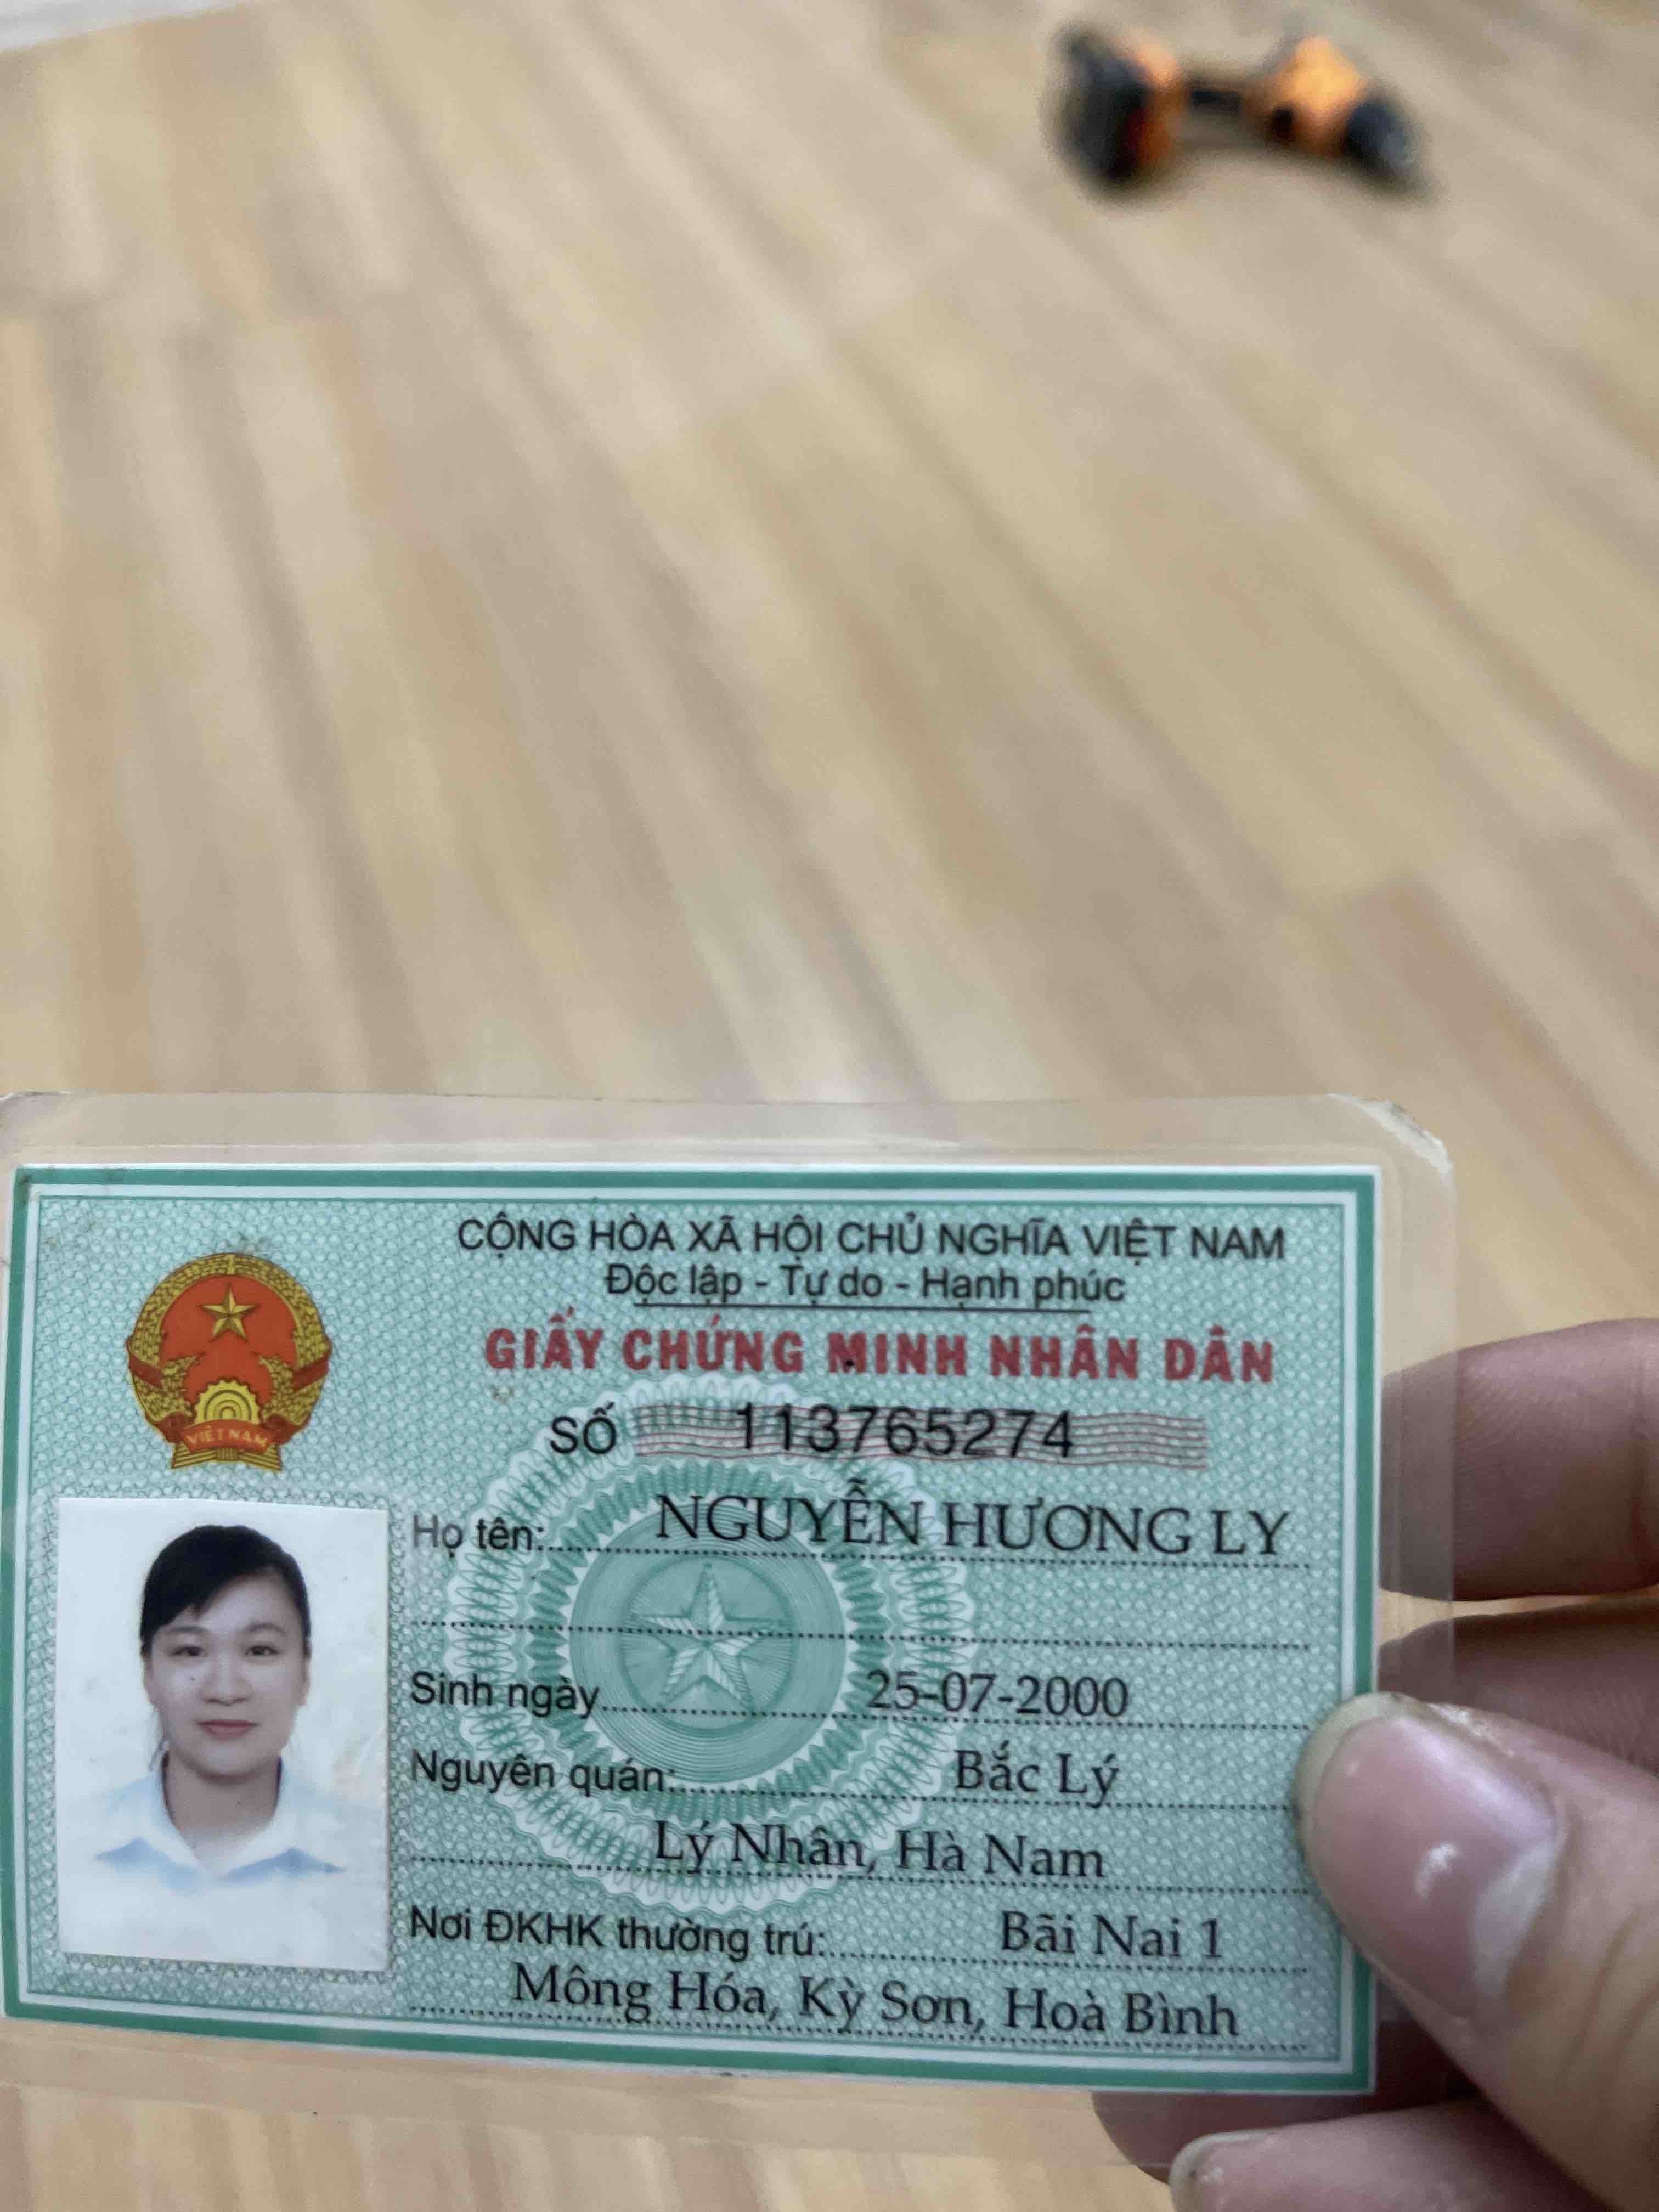 CỘNG HÒA XÃ HỘI CHỦ NGHĨA VIỆT NAM
Độc lập - Tự do - Hạnh phúc
GIẤY CHỨNG MINH NHÂN DÂN
SỐ 113765274
VIỆT NAM
Họ tên: NGUYỄN HƯƠNG LY
Sinh ngày 25-07-2000
Nguyên quán: Bắc Lý
Lý Nhân, Hà Nam
Nơi ĐKHK thường trú: Bãi Nai 1
Mông Hóa, Kỳ Sơn, Hoà Bình